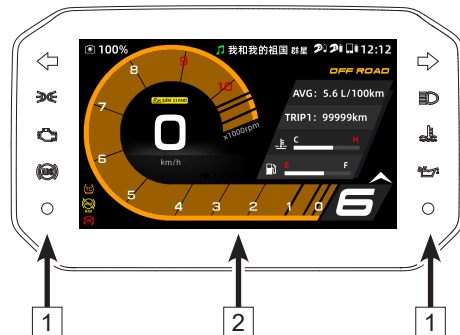 100% 我和我的祖国 群星 12:12
OFF ROAD
8 9 10
7 SIDE STAND
AVG: 5.6 L/100km
TRIP1: 99999km
0
x1000rpm
km/h
C H
6
E F
5 4 3 2 1 0
6
TC
ABS
1 2 1